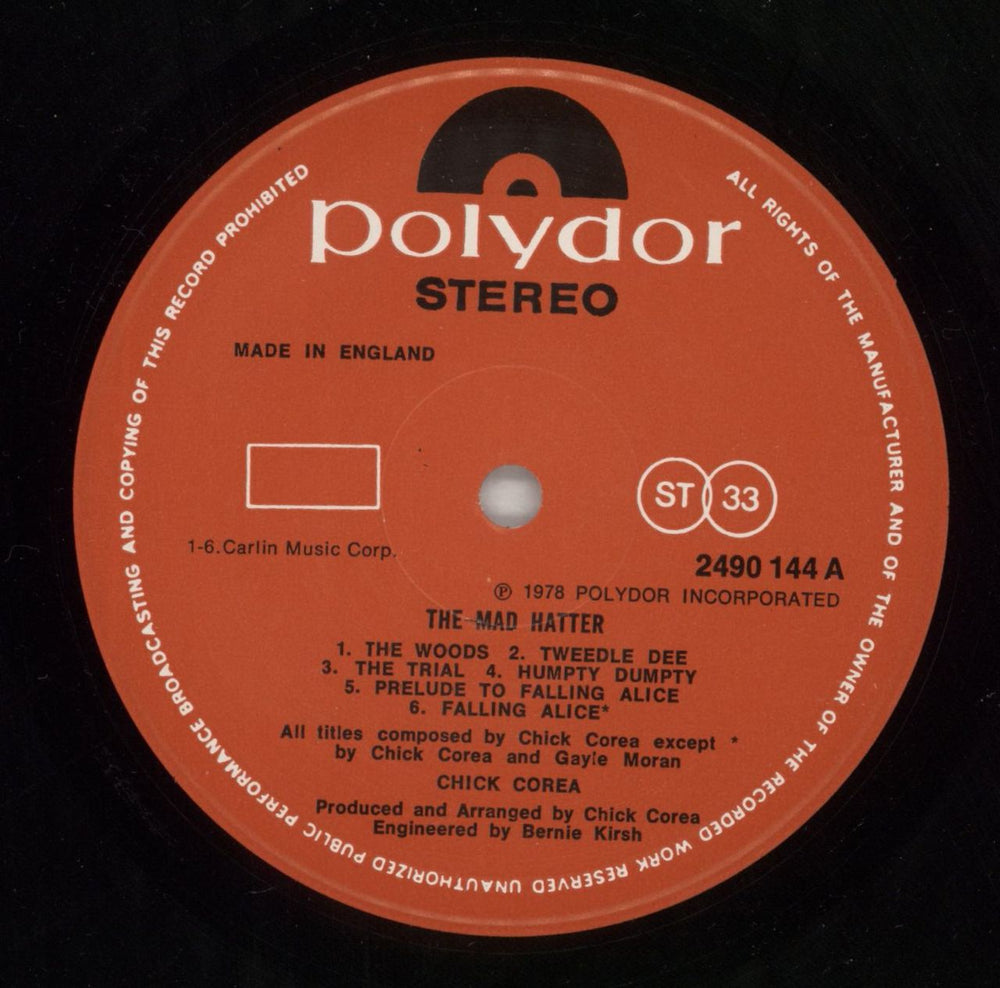 polydor
STEREO
MADE IN ENGLAND
ST 33
1-6.Carlin Music Corp.
2490 144 A
℗ 1978 POLYDOR INCORPORATED
THE MAD HATTER
1. THE WOODS 2. TWEEDLE DEE
3. THE TRIAL 4. HUMPTY DUMPTY
5. PRELUDE TO FALLING ALICE
6. FALLING ALICE*
All titles composed by Chick Corea except *
by Chick Corea and Gayle Moran
CHICK COREA
Produced and Arranged by Chick Corea
Engineered by Bernie Kirsh
ALL RIGHTS OF THE MANUFACTURER AND OF THE OWNER OF THE RECORDED WORK RESERVED UNAUTHORIZED PUBLIC PERFORMANCE BROADCASTING AND COPYING OF THIS RECORD PROHIBITED